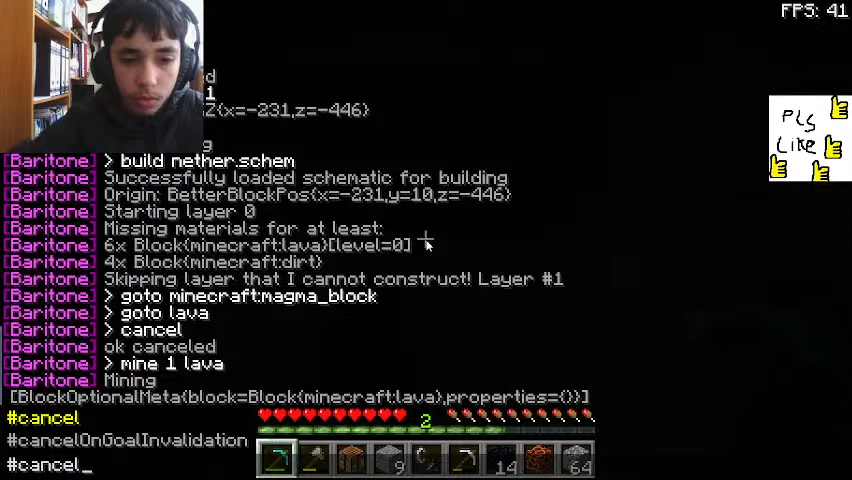 FPS: 41
d
1
Z{x=-231,z=-446}
g
PLS
LIKE
[Baritone] > build nether.schem
[Baritone] Successfully loaded schematic for building
[Baritone] Origin: BetterBlockPos{x=-231,y=10,z=-446}
[Baritone] Starting layer 0
[Baritone] Missing materials for at least:
[Baritone] 6x Block{minecraft:lava}[level=0]
[Baritone] 4x Block{minecraft:dirt}
[Baritone] Skipping layer that I cannot construct! Layer #1
[Baritone] > goto minecraft:magma_block
[Baritone] > goto lava
[Baritone] > cancel
[Baritone] ok canceled
[Baritone] > mine 1 lava
[Baritone] Mining
[BlockOptionalMeta{block=Block{minecraft:lava},properties={}}]
#cancel
2
#cancelOnGoalInvalidation
#cancel_
9
14
64